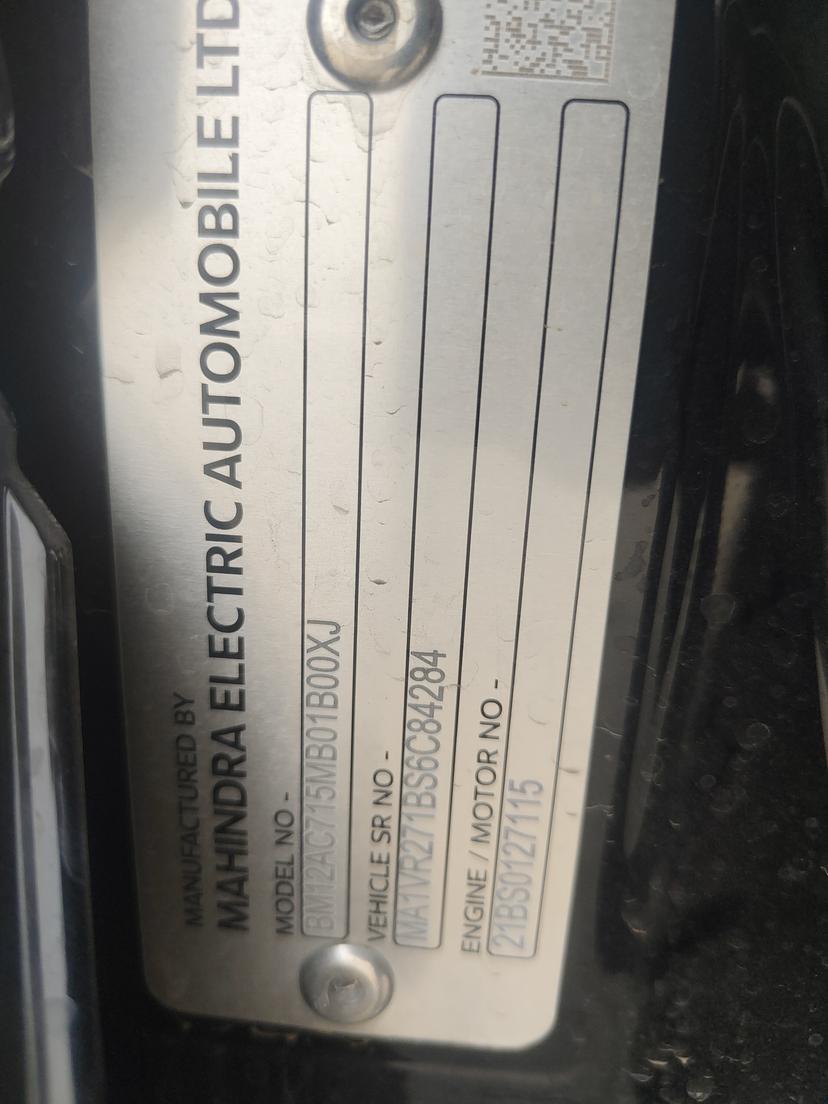 MANUFACTURED BY
MAHINDRA ELECTRIC AUTOMOBILE LTD
MODEL NO -
BM12AC715MB01B00XJ
VEHICLE SR NO -
MA1VR271BS6C84284
ENGINE / MOTOR NO -
21BS0127115